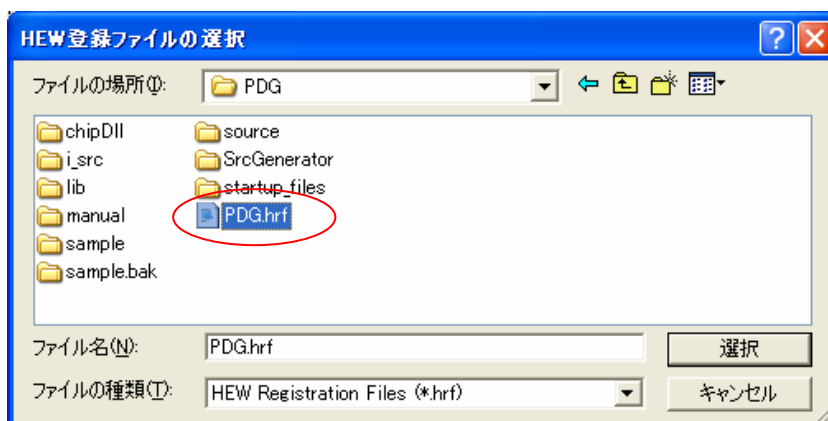 HEW登録ファイルの選択
ファイルの場所(I): PDG
chipDll source
i_src SrcGenerator
lib startup_files
manual PDG.hrf
sample
sample.bak
ファイル名(N): PDG.hrf 選択
ファイルの種類(T): HEW Registration Files (*.hrf) キャンセル